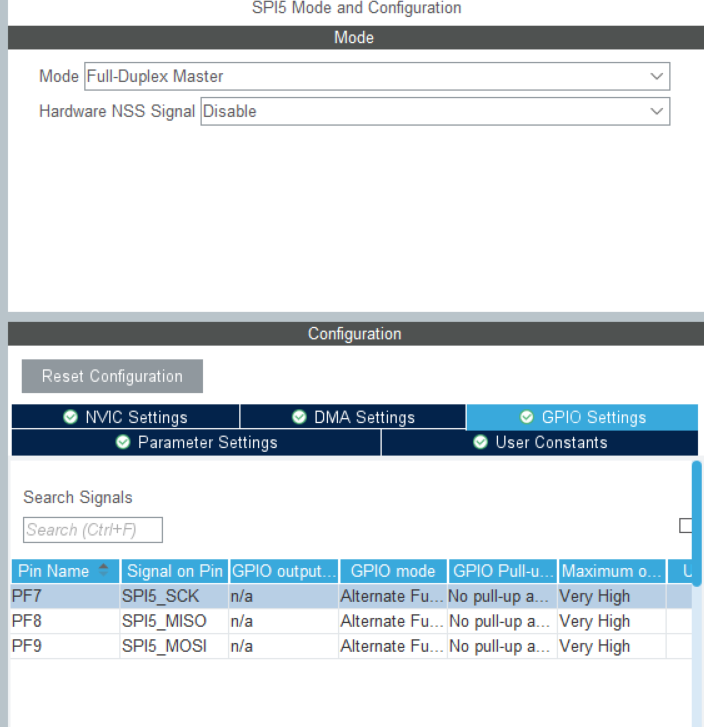 SPI5 Mode and Configuration
Mode
Mode Full-Duplex Master
Hardware NSS Signal Disable
Configuration
Reset Configuration
NVIC Settings DMA Settings GPIO Settings
Parameter Settings User Constants
Search Signals
Search (Ctrl+F)
Pin Name Signal on Pin GPIO output... GPIO mode GPIO Pull-u... Maximum o... U
PF7 SPI5_SCK n/a Alternate Fu... No pull-up a... Very High
PF8 SPI5_MISO n/a Alternate Fu... No pull-up a... Very High
PF9 SPI5_MOSI n/a Alternate Fu... No pull-up a... Very High